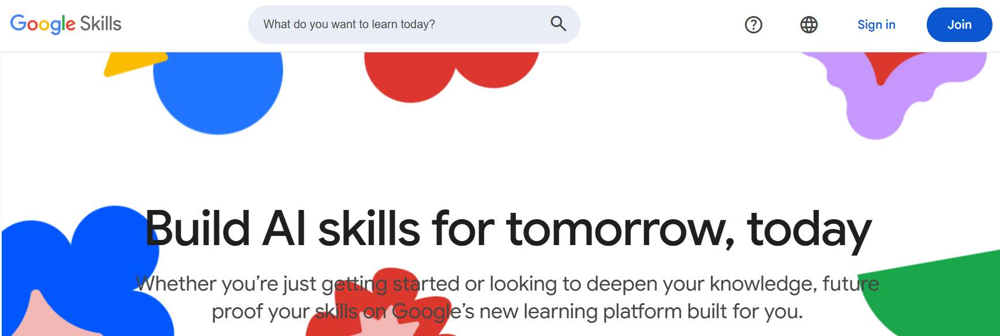 Google Skills
What do you want to learn today?
Sign in
Join
Build AI skills for tomorrow, today
Whether you’re just getting started or looking to deepen your knowledge, future
proof your skills on Google’s new learning platform built for you.